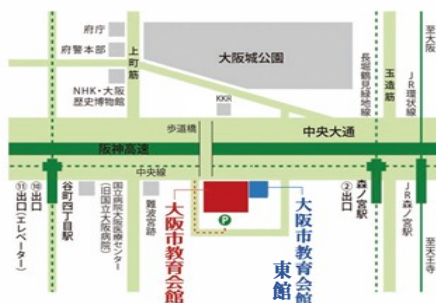 府庁
府警本部
NHK・大阪
歴史博物館
上町筋
大阪城公園
KKR
長堀鶴見緑地線
玉造筋
JR環状線
至大阪
歩道橋
中央大通
阪神高速
中央線
⑪出口(エレベーター)
⑩出口
谷町四丁目駅
国立病院大阪医療センター
(旧国立大阪病院)
難波宮跡
大阪市教育会館
P
大阪市教育会館
東館
②出口
森ノ宮駅
JR森ノ宮駅
至天王寺